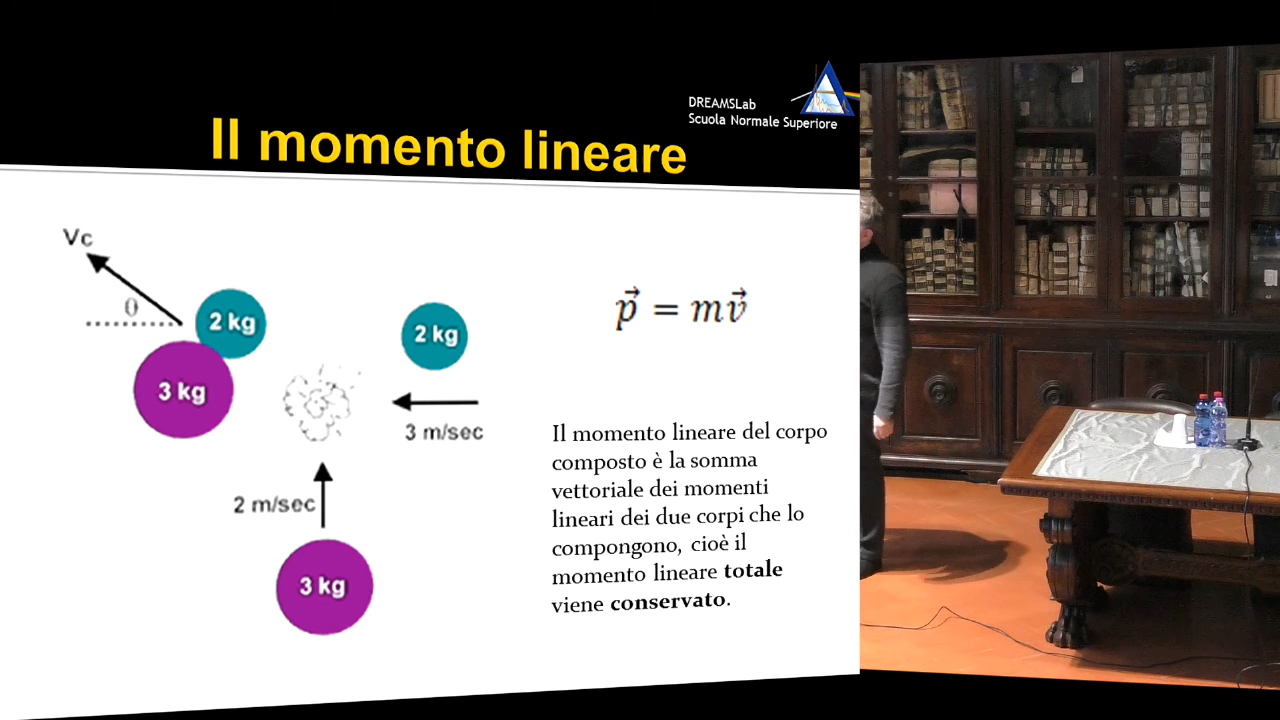 DREAMSLab
Scuola Normale Superiore
Il momento lineare
Vc
θ
2 kg
3 kg
2 kg
3 m/sec
2 m/sec
3 kg
p⃗ = mv⃗
Il momento lineare del corpo
composto è la somma
vettoriale dei momenti
lineari dei due corpi che lo
compongono, cioè il
momento lineare totale
viene conservato.